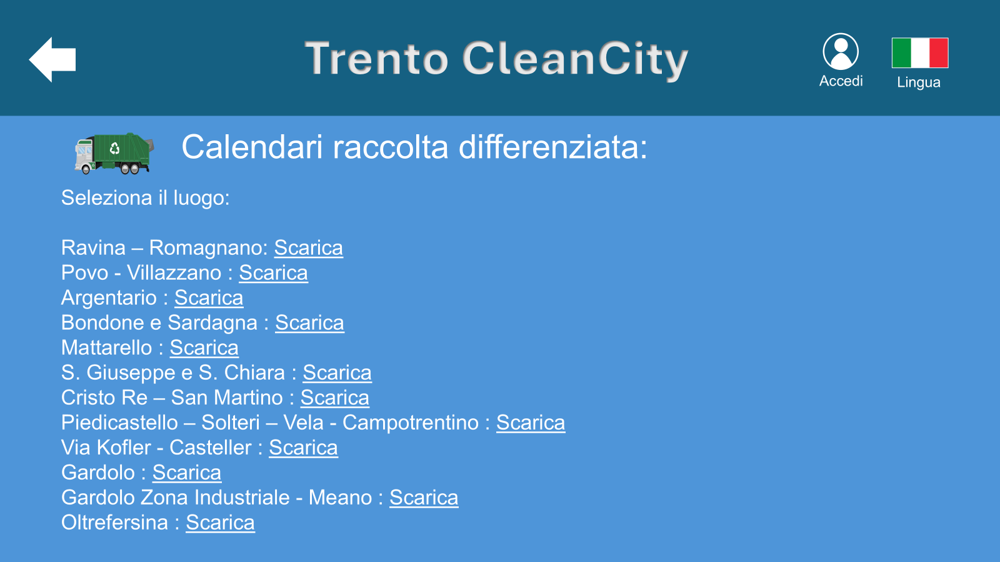 Trento CleanCity
Accedi
Lingua
Calendari raccolta differenziata:
Seleziona il luogo:
Ravina – Romagnano: Scarica
Povo - Villazzano : Scarica
Argentario : Scarica
Bondone e Sardagna : Scarica
Mattarello : Scarica
S. Giuseppe e S. Chiara : Scarica
Cristo Re – San Martino : Scarica
Piedicastello – Solteri – Vela - Campotrentino : Scarica
Via Kofler - Casteller : Scarica
Gardolo : Scarica
Gardolo Zona Industriale - Meano : Scarica
Oltrefersina : Scarica